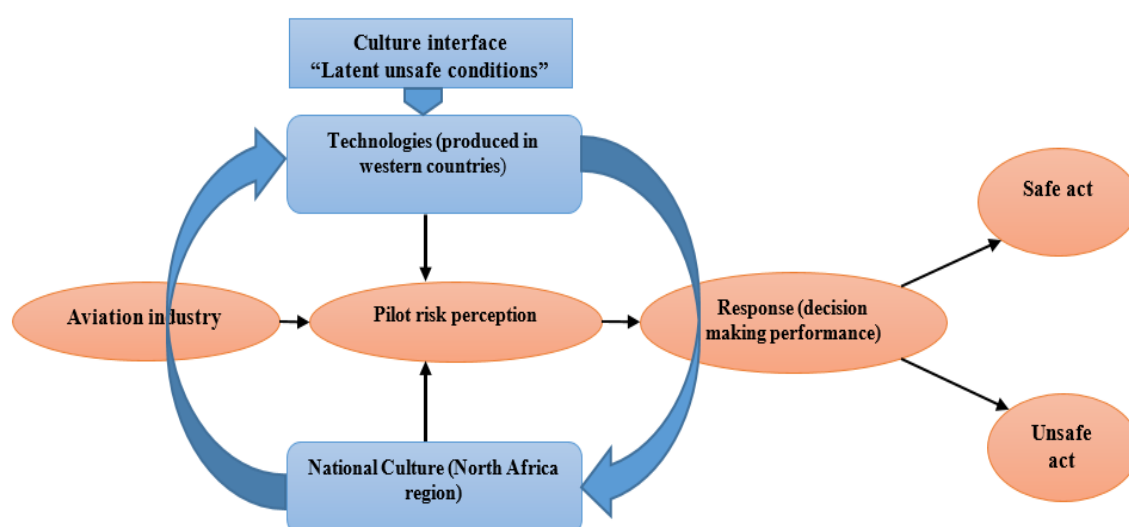 Culture interface
“Latent unsafe conditions”
Technologies (produced in
western countries)
Safe act
Aviation industry
Pilot risk perception
Response (decision
making performance)
Unsafe
act
National Culture (North Africa
region)